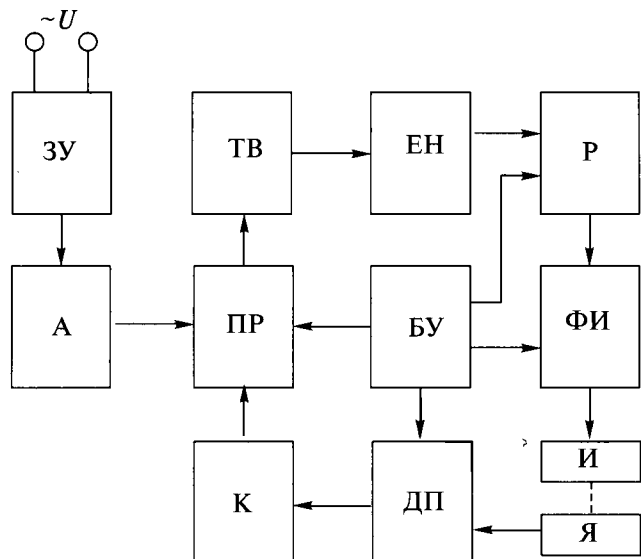 ~U
ЗУ
ТВ
ЕН
Р
А
ПР
БУ
ФИ
К
ДП
И
Я